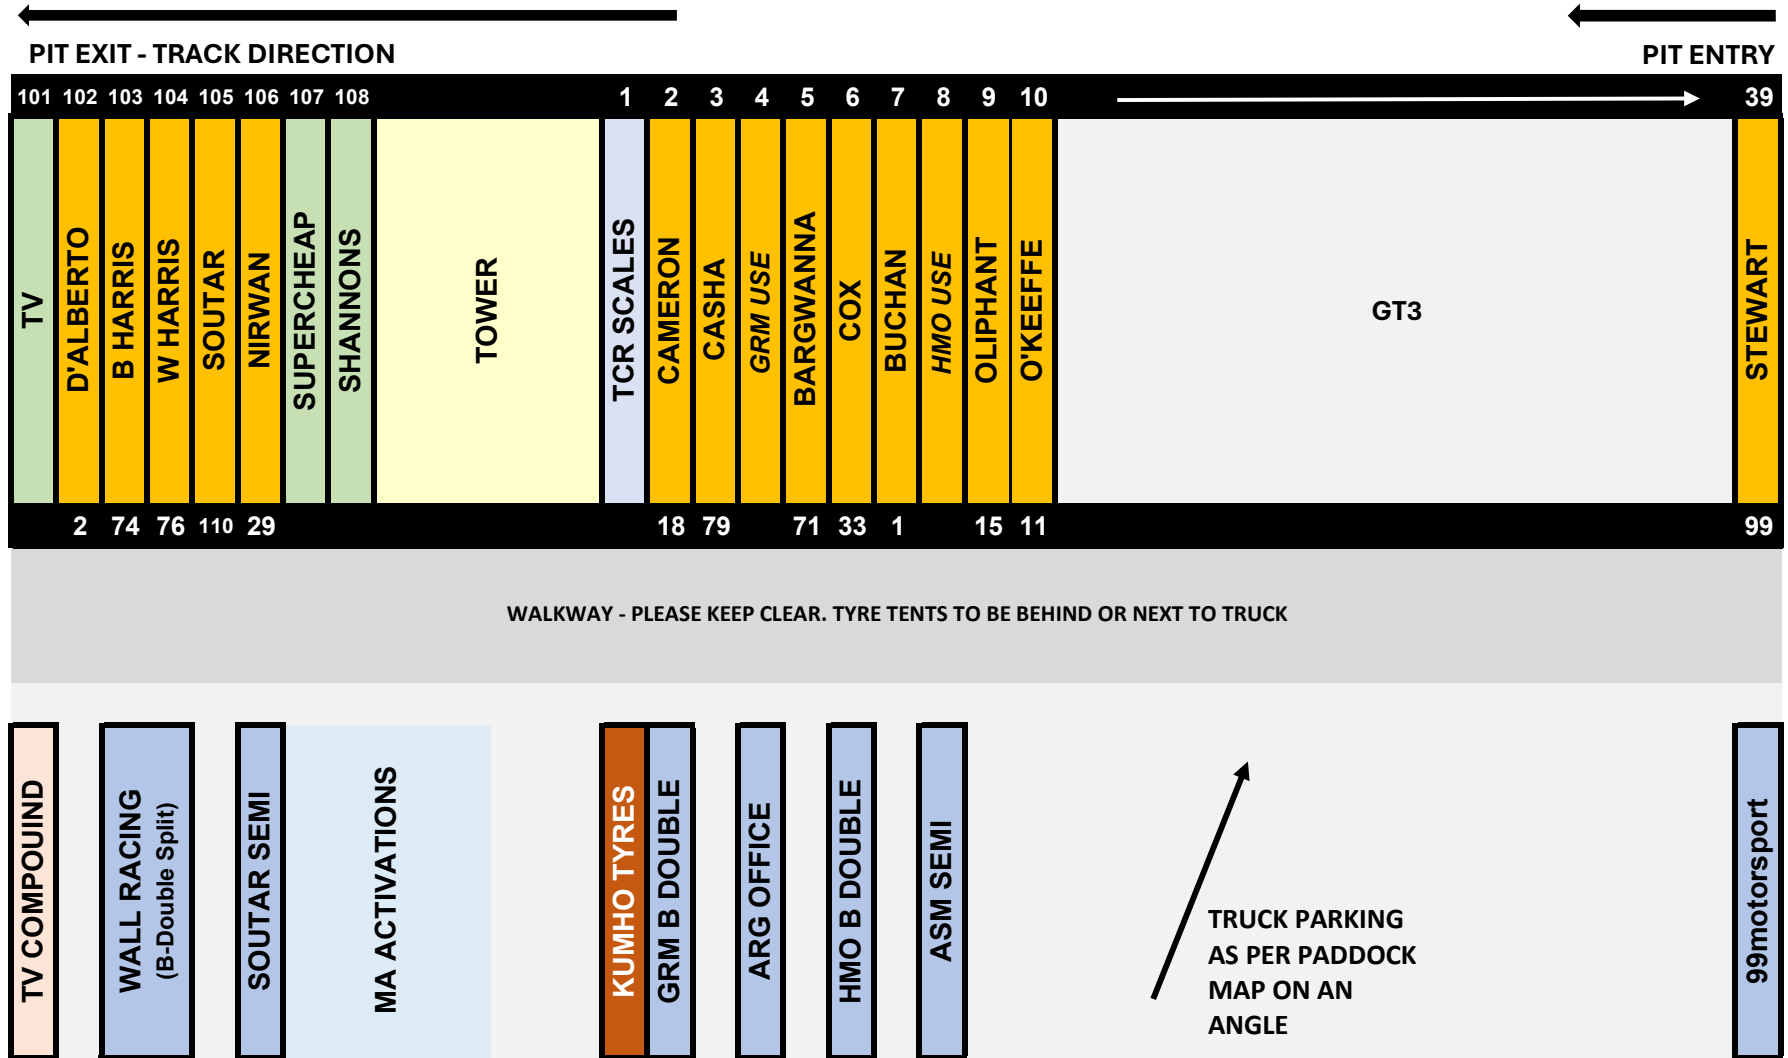 PIT EXIT - TRACK DIRECTION
PIT ENTRY
101 102 103 104 105 106 107 108 1 2 3 4 5 6 7 8 9 10 39
TV
D'ALBERTO
B HARRIS
W HARRIS
SOUTAR
NIRWAN
SUPERCHEAP
SHANNONS
TOWER
TCR SCALES
CAMERON
CASHA
GRM USE
BARGWANNA
COX
BUCHAN
HMO USE
OLIPHANT
O'KEEFFE
GT3
STEWART
2 74 76 110 29 18 79 71 33 1 15 11 99
WALKWAY - PLEASE KEEP CLEAR. TYRE TENTS TO BE BEHIND OR NEXT TO TRUCK
TV COMPOUIND
WALL RACING
(B-Double Split)
SOUTAR SEMI
MA ACTIVATIONS
KUMHO TYRES
GRM B DOUBLE
ARG OFFICE
HMO B DOUBLE
ASM SEMI
TRUCK PARKING
AS PER PADDOCK
MAP ON AN
ANGLE
99motorsport